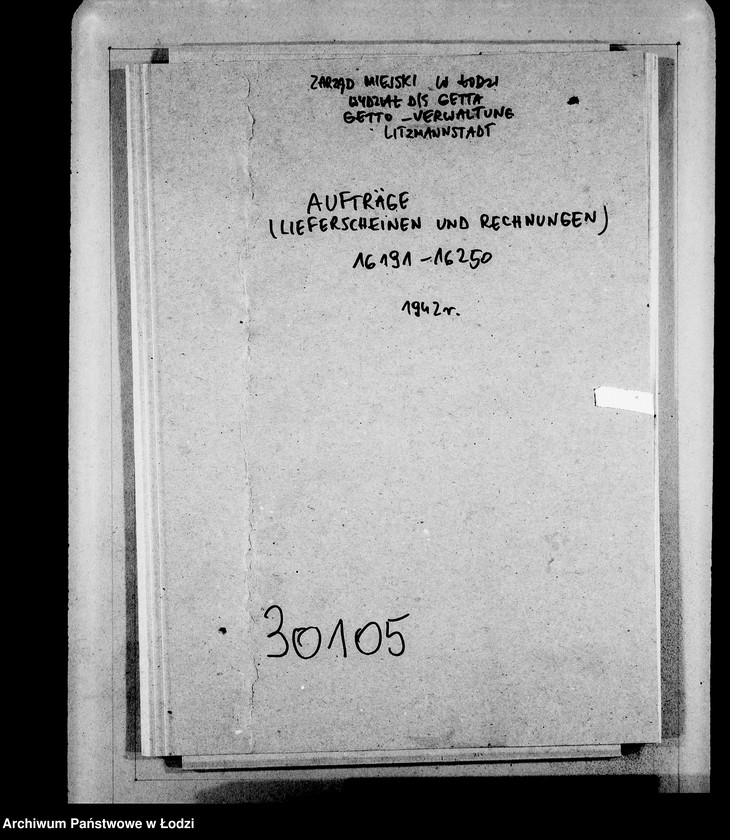 ZARZĄD MIEJSKI W ŁODZI
WYDZIAŁ D/S GETTA
GETTO - VERWALTUNG
LITZMANNSTADT
AUFTRÄGE
(LIEFERSCHEINEN UND RECHNUNGEN)
16191-16250
1942r.
30105
Archiwum Państwowe w Łodzi